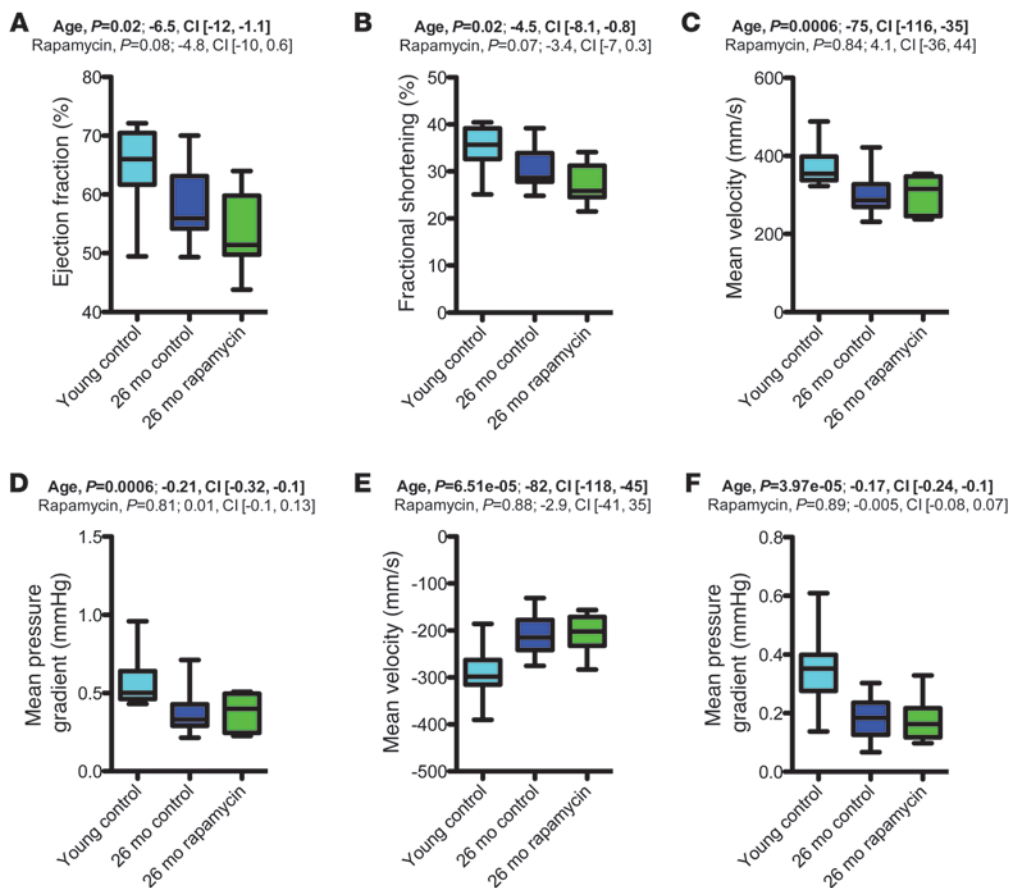 A
Age, P=0.02; -6.5, CI [-12, -1.1]
Rapamycin, P=0.08; -4.8, CI [-10, 0.6]
80
70
60
50
40
Ejection fraction (%)
Young control
26 mo control
26 mo rapamycin
B
Age, P=0.02; -4.5, CI [-8.1, -0.8]
Rapamycin, P=0.07; -3.4, CI [-7, 0.3]
50
40
30
20
10
0
Fractional shortening (%)
Young control
26 mo control
26 mo rapamycin
C
Age, P=0.0006; -75, CI [-116, -35]
Rapamycin, P=0.84; 4.1, CI [-36, 44]
600
400
200
0
Mean velocity (mm/s)
Young control
26 mo control
26 mo rapamycin
D
Age, P=0.0006; -0.21, CI [-0.32, -0.1]
Rapamycin, P=0.81; 0.01, CI [-0.1, 0.13]
1.5
1.0
0.5
0.0
Mean pressure
gradient (mmHg)
Young control
26 mo control
26 mo rapamycin
E
Age, P=6.51e-05; -82, CI [-118, -45]
Rapamycin, P=0.88; -2.9, CI [-41, 35]
0
-100
-200
-300
-400
-500
Mean velocity (mm/s)
Young control
26 mo control
26 mo rapamycin
F
Age, P=3.97e-05; -0.17, CI [-0.24, -0.1]
Rapamycin, P=0.89; -0.005, CI [-0.08, 0.07]
0.8
0.6
0.4
0.2
0.0
Mean pressure
gradient (mmHg)
Young control
26 mo control
26 mo rapamycin